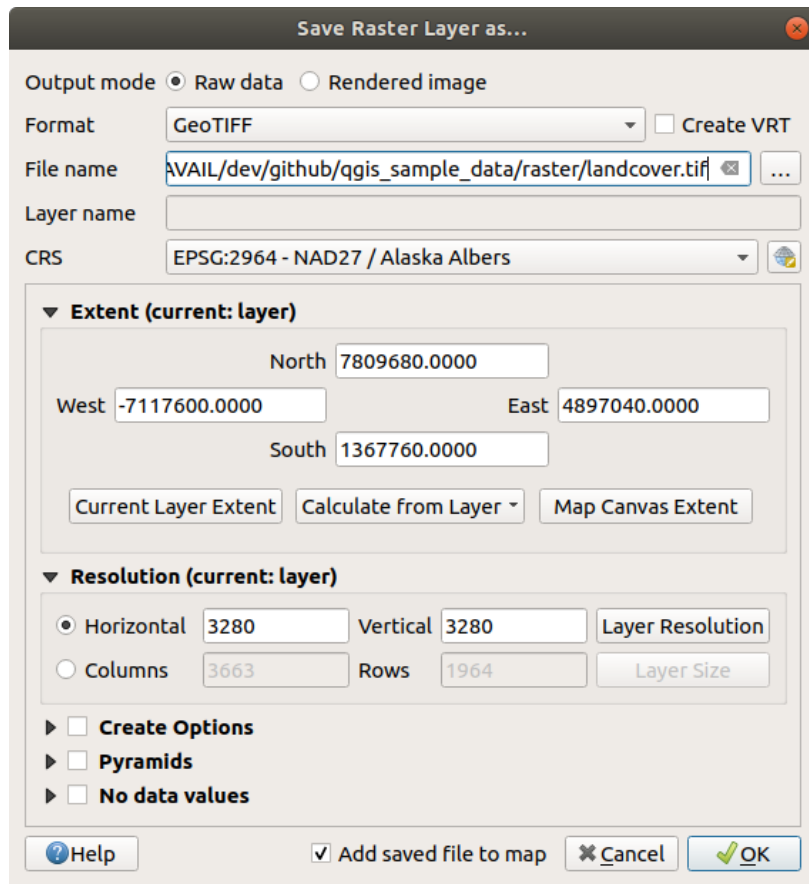 Save Raster Layer as...
Output mode Raw data Rendered image
Format GeoTIFF Create VRT
File name AVAIL/dev/github/qgis_sample_data/raster/landcover.tif ...
Layer name
CRS EPSG:2964 - NAD27 / Alaska Albers
Extent (current: layer)
North 7809680.0000
West -7117600.0000 East 4897040.0000
South 1367760.0000
Current Layer Extent Calculate from Layer Map Canvas Extent
Resolution (current: layer)
Horizontal 3280 Vertical 3280 Layer Resolution
Columns 3663 Rows 1964 Layer Size
Create Options
Pyramids
No data values
Help Add saved file to map Cancel OK